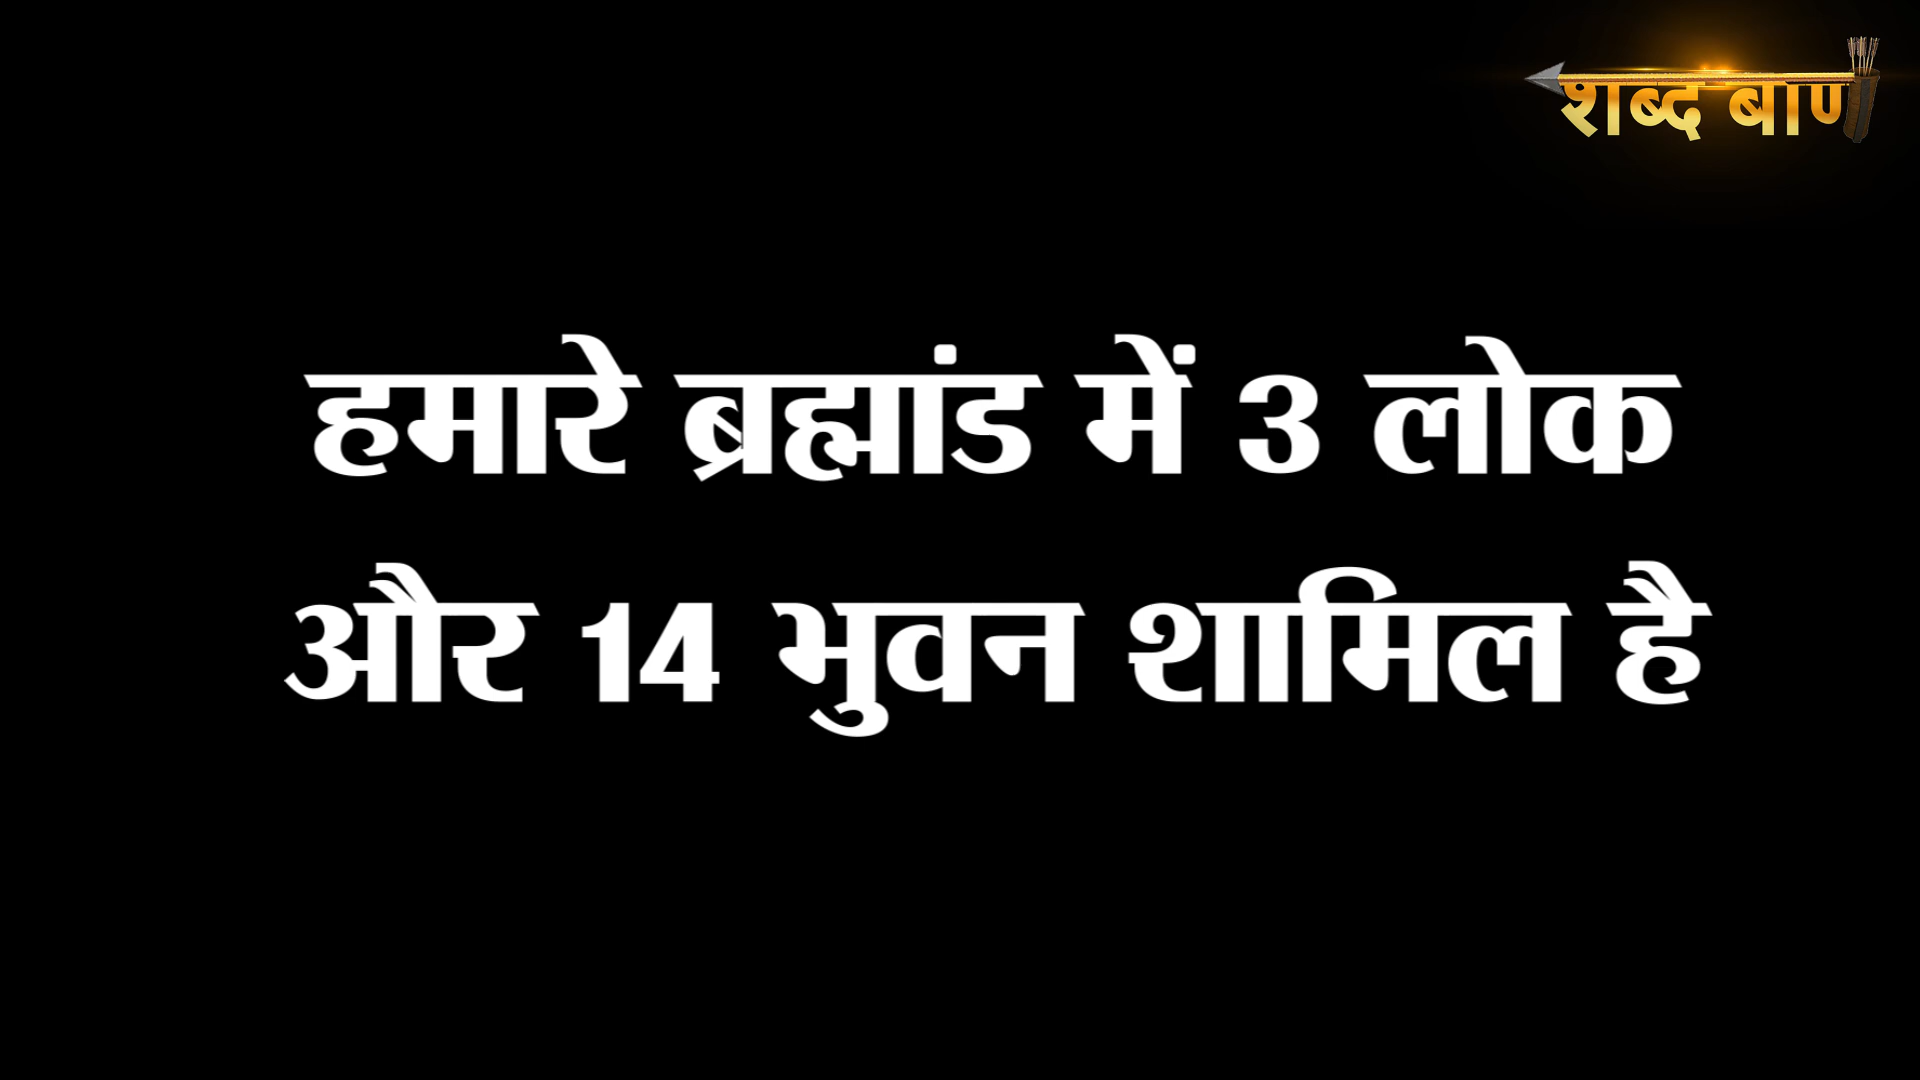 शब्द बाण
हमारे ब्रह्मांड में 3 लोक
और 14 भुवन शामिल है